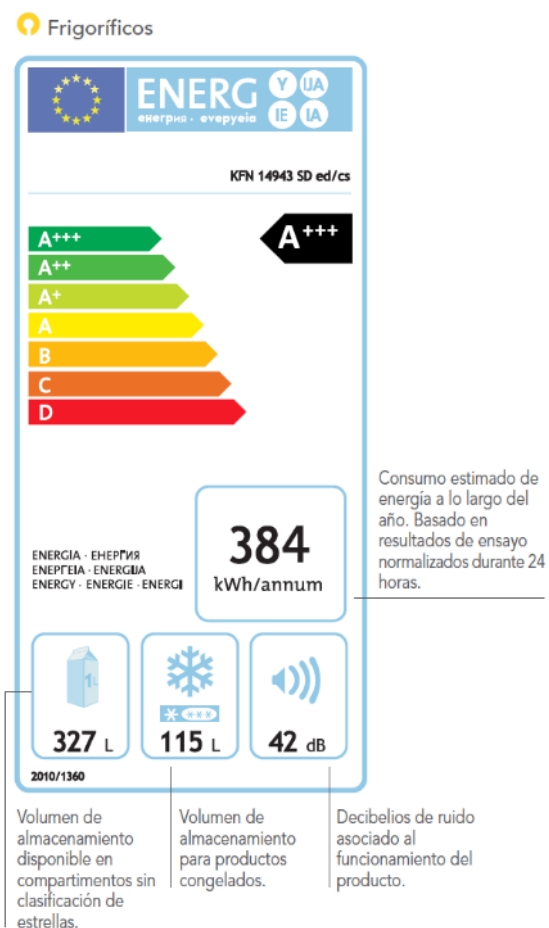 Frigoríficos
ENERG
енергия · ενεργεια
Y IJA
IE IA
KFN 14943 SD ed/cs
A+++
A+++
A++
A+
A
B
C
D
Consumo estimado de
energía a lo largo del
año. Basado en
resultados de ensayo
normalizados durante 24
horas.
384
kWh/annum
ENERGIA · ЕНЕРГИЯ
ΕΝΕΡΓΕΙΑ · ENERGIJA
ENERGY · ENERGIE · ENERGI
1L
327 L
115 L
42 dB
2010/1360
Volumen de
almacenamiento
disponible en
compartimentos sin
clasificación de
estrellas.
Volumen de
almacenamiento
para productos
congelados.
Decibelios de ruido
asociado al
funcionamiento del
producto.